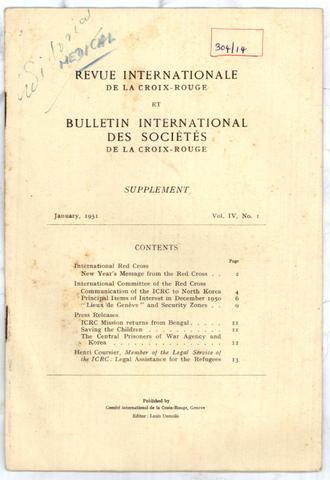 MEDICAL
304/14
REVUE INTERNATIONALE
DE LA CROIX-ROUGE
ET
BULLETIN INTERNATIONAL
DES SOCIÉTÉS
DE LA CROIX-ROUGE
SUPPLEMENT
January, 1951 Vol. IV, No. 1
CONTENTS
Page
International Red Cross
New Year's Message from the Red Cross . . 2
International Committee of the Red Cross
Communication of the ICRC to North Korea 4
Principal Items of Interest in December 1950 6
"Lieux de Genève" and Security Zones . . 9
Press Releases
ICRC Mission returns from Bengal. . . . . 11
Saving the Children . . . . . . . . . . 11
The Central Prisoners of War Agency and
Korea . . . . . . . . . . . . . . . 12
Henri Coursier, Member of the Legal Service of
the ICRC : Legal Assistance for the Refugees 13
Published by
Comité international de la Croix-Rouge, Genève
Editor : Louis Demolis